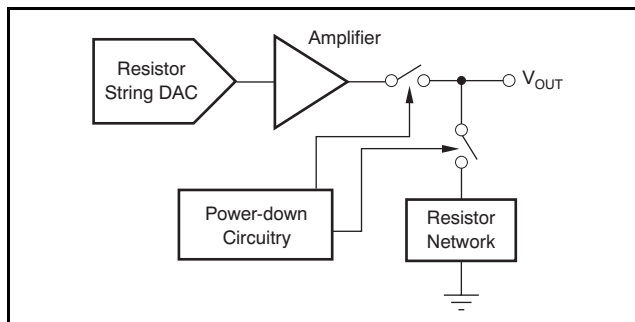 Amplifier
Resistor
String DAC
VOUT
Power-down
Circuitry
Resistor
Network